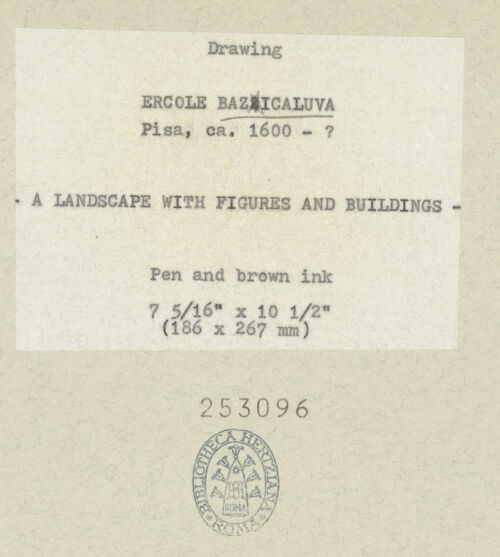 Drawing
ERCOLE BAZZICALUVA
Pisa, ca. 1600 - ?
- A LANDSCAPE WITH FIGURES AND BUILDINGS -
Pen and brown ink
7 5/16" x 10 1/2"
(186 x 267 mm)
253096
BIBLIOTHECA HERTZIANA
ROMA
ROMA